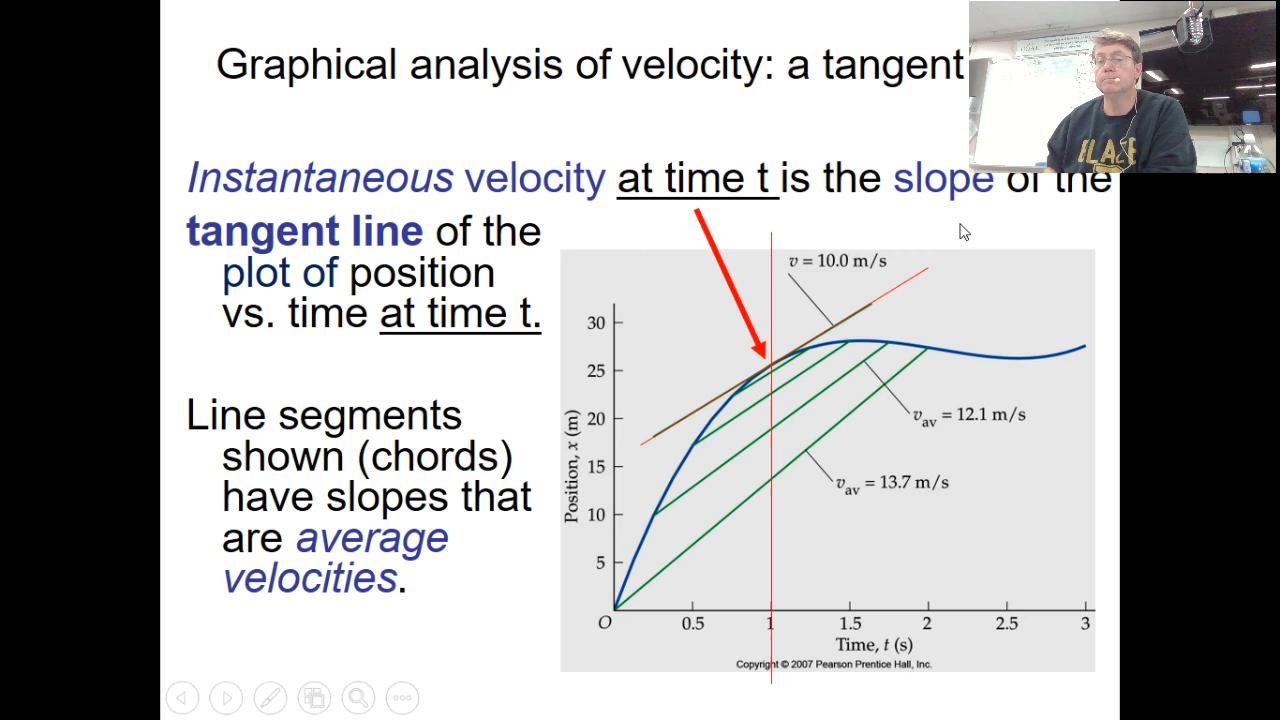 Graphical analysis of velocity: a tangent
Instantaneous velocity at time t is the slope of the
tangent line of the
plot of position
vs. time at time t.
Line segments
shown (chords)
have slopes that
are average
velocities.
v = 10.0 m/s
30
25
20
15
10
5
Position, x (m)
vav = 12.1 m/s
vav = 13.7 m/s
O
0.5
1
1.5
2
2.5
3
Time, t (s)
Copyright © 2007 Pearson Prentice Hall, Inc.